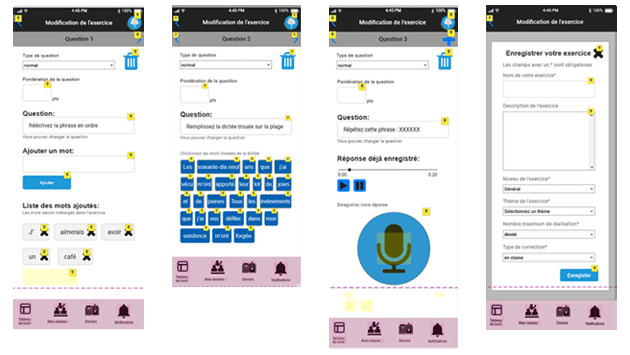 4:45 PM
Modification de l'exercice
Question 1
Type de question
normal
Pondération de la question
pts
Question:
Réécrivez la phrase en ordre
Vous pouvez changer la question
Ajouter un mot:
Ajouter
Liste des mots ajoutés:
Les mots seront mélangés dans l'exercice
J'
aimerais
avoir
un
café
Tableau
de bord
Mes classes
Devoirs
Notifications
4:45 PM
Modification de l'exercice
Question 2
Type de question
normal
Pondération de la question
pts
Question:
Remplissez la dictée trouée sur la plage
Vous pouvez changer la question
Choisissez les mots trouées de la dictée
Les soixante-dix-neuf ans que j'ai
vécu m'ont apporté leur lot de joies
et de peines Tous les événements
que j'ai vus défiler dans mon
existence m'ont forgée
Tableau
de bord
Mes classes
Devoirs
Notifications
4:45 PM
Modification de l'exercice
Question 3
Type de question
normal
Pondération de la question
pts
Question:
Répétez cette phrase : XXXXXX
Vous pouvez changer la question
Réponse déjà enregistré:
0:00
0:20
Enregistrez votre réponse
Tableau
de bord
Mes classes
Devoirs
Notifications
4:45 PM
Modification de l'exercice
Enregistrer votre exercice
Les champs avec un * sont obligatoires
Nom de votre exercice*
Description de l'exercice
Niveau de l'exercice*
Général
Thème de l'exercice*
Sélectionnez un thème
Nombre maximum de réalisation*
illimité
Type de correction*
en classe
Enregistrer
Tableau
de bord
Mes classes
Devoirs
Notifications